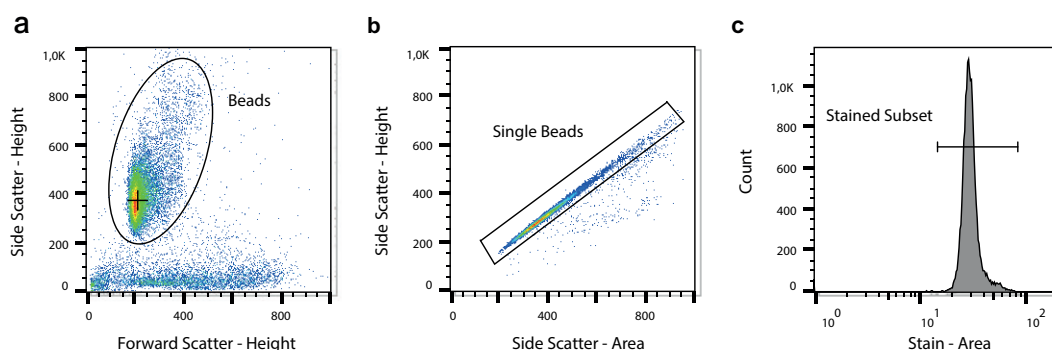 a
1,0K
800
600
400
200
0
Side Scatter - Height
Beads
0
400
800
Forward Scatter - Height
b
1,0K
800
600
400
200
0
Side Scatter - Height
Single Beads
0
400
800
Side Scatter - Area
c
1,0K
800
600
400
200
0
Count
Stained Subset
10^0
10^1
10^2
Stain - Area